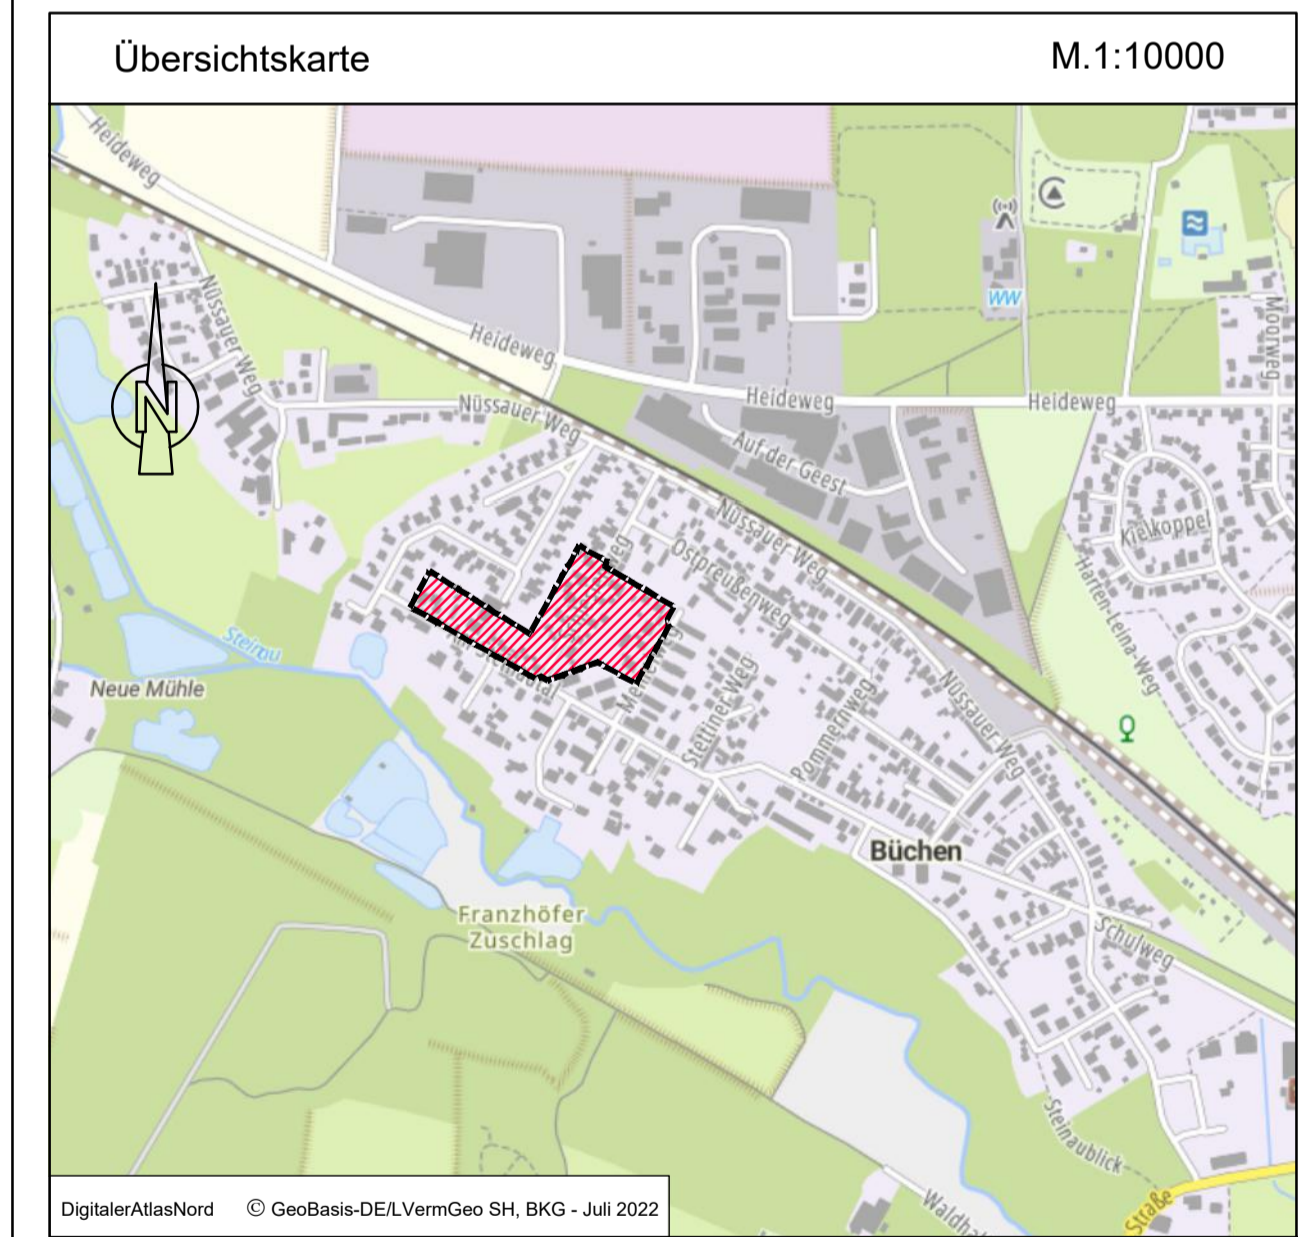 Übersichtskarte
M.1:10000
Heideweg
Nüssauer Weg
Heideweg
Nüssauer Weg
Heideweg
Heideweg
Auf der Geest
WW
Moorweg
N
Kielkoppel
Harten-Leina-Weg
Nüssauer Weg
Ostpreußenweg
Steinau
Neue Mühle
Stettiner Weg
Pommernweg
Nüssauer Weg
Büchen
Franzhöfer
Zuschlag
Schulweg
Steinaublick
Straße
DigitalerAtlasNord
© GeoBasis-DE/LVermGeo SH, BKG - Juli 2022